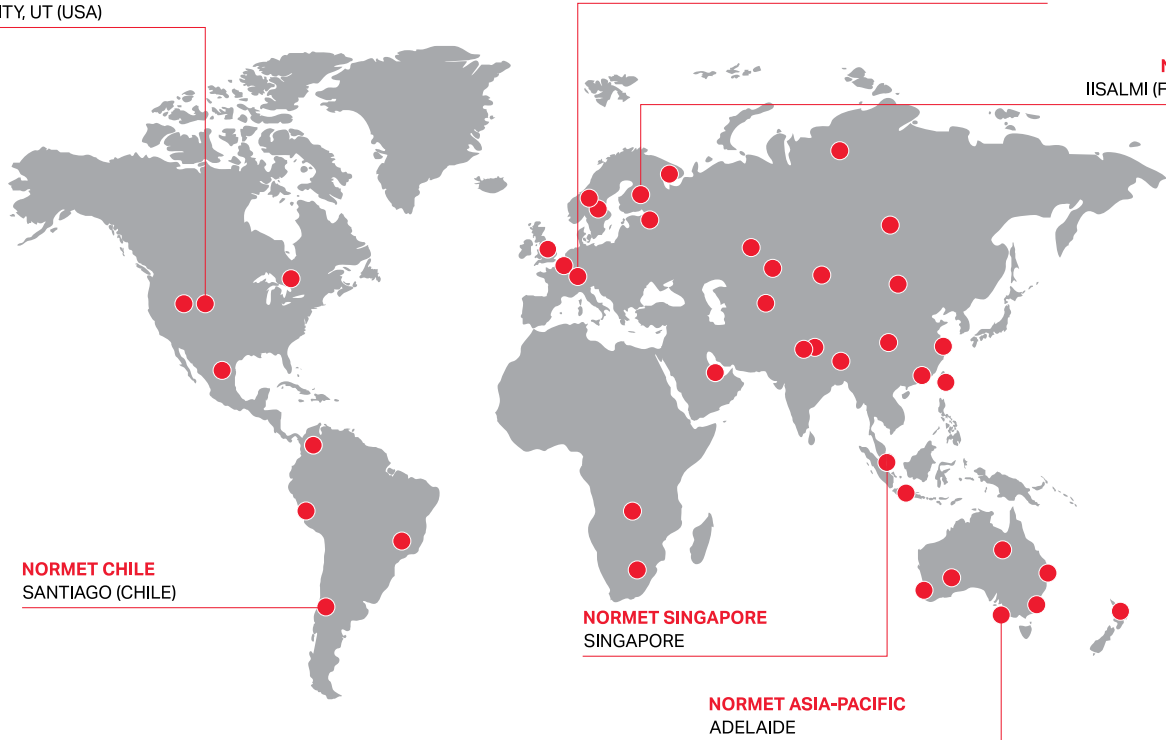 ITY, UT (USA)
N
IISALMI (F
NORMET CHILE
SANTIAGO (CHILE)
NORMET SINGAPORE
SINGAPORE
NORMET ASIA-PACIFIC
ADELAIDE